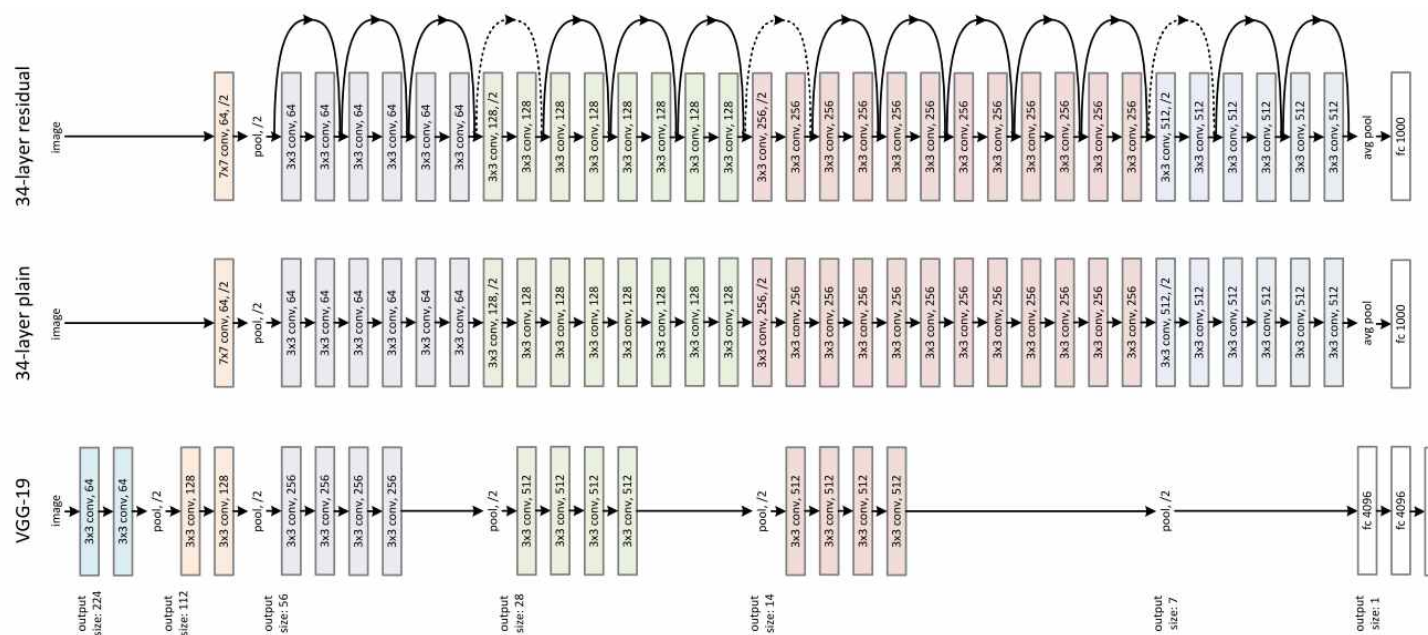 34-layer residual
image
7x7 conv, 64, /2
pool, /2
3x3 conv, 64
3x3 conv, 64
3x3 conv, 64
3x3 conv, 64
3x3 conv, 64
3x3 conv, 64
3x3 conv, 128, /2
3x3 conv, 128
3x3 conv, 128
3x3 conv, 128
3x3 conv, 128
3x3 conv, 128
3x3 conv, 128
3x3 conv, 128
3x3 conv, 256, /2
3x3 conv, 256
3x3 conv, 256
3x3 conv, 256
3x3 conv, 256
3x3 conv, 256
3x3 conv, 256
3x3 conv, 256
3x3 conv, 256
3x3 conv, 256
3x3 conv, 256
3x3 conv, 256
3x3 conv, 512, /2
3x3 conv, 512
3x3 conv, 512
3x3 conv, 512
3x3 conv, 512
3x3 conv, 512
avg pool
fc 1000
34-layer plain
image
7x7 conv, 64, /2
pool, /2
3x3 conv, 64
3x3 conv, 64
3x3 conv, 64
3x3 conv, 64
3x3 conv, 64
3x3 conv, 64
3x3 conv, 128, /2
3x3 conv, 128
3x3 conv, 128
3x3 conv, 128
3x3 conv, 128
3x3 conv, 128
3x3 conv, 128
3x3 conv, 128
3x3 conv, 256, /2
3x3 conv, 256
3x3 conv, 256
3x3 conv, 256
3x3 conv, 256
3x3 conv, 256
3x3 conv, 256
3x3 conv, 256
3x3 conv, 256
3x3 conv, 256
3x3 conv, 256
3x3 conv, 256
3x3 conv, 512, /2
3x3 conv, 512
3x3 conv, 512
3x3 conv, 512
3x3 conv, 512
3x3 conv, 512
avg pool
fc 1000
VGG-19
image
3x3 conv, 64
3x3 conv, 64
pool, /2
3x3 conv, 128
3x3 conv, 128
pool, /2
3x3 conv, 256
3x3 conv, 256
3x3 conv, 256
3x3 conv, 256
pool, /2
3x3 conv, 512
3x3 conv, 512
3x3 conv, 512
3x3 conv, 512
pool, /2
3x3 conv, 512
3x3 conv, 512
3x3 conv, 512
3x3 conv, 512
pool, /2
fc 4096
fc 4096
output
size: 224
output
size: 112
output
size: 56
output
size: 28
output
size: 14
output
size: 7
output
size: 1